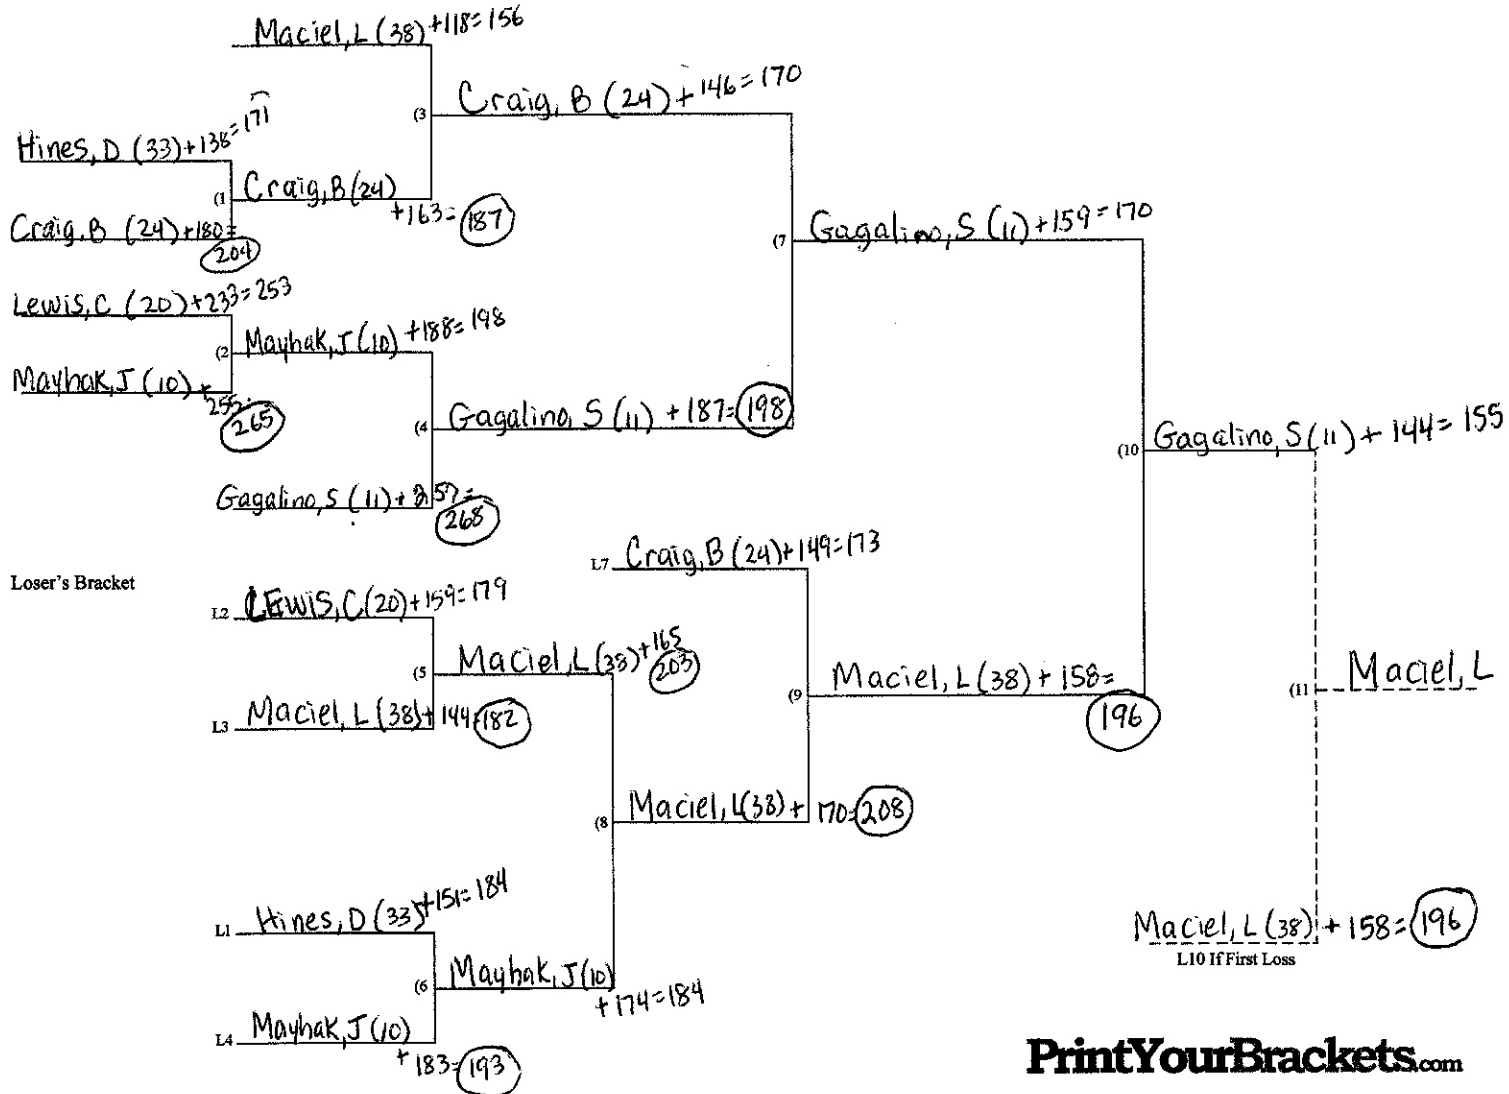 Maciel, L (38) +118=156
Hines, D (33)+138=171
(3 Craig, B (24) + 146=170
(1 Craig, B (24) +163= 187
Craig, B (24) +180= 204
(7 Gagalino, S (11) +159=170
Lewis, C (20) +233=253
(2 Mayhak, J (10) +188= 198
Mayhak, J (10) + 255= 265
(4 Gagalino, S (11) +187= 198
(10 Gagalino, S (11) + 144=155
Gagalino, S (11) + 257= 268
L7 Craig, B (24)+149=173
Loser's Bracket
L2 LEWIS, C (20) +159=179
(5 Maciel, L (38) +165 203
(9 Maciel, L (38) + 158= 196
(11 Maciel, L
L3 Maciel, L (38) + 144= 182
(8 Maciel, L (38) + 170= 208
L1 Hines, D (33) +151=184
Maciel, L (38) + 158= 196
L10 If First Loss
(6 Mayhak, J (10) +174=184
L4 Mayhak, J (10) + 183= 193
PrintYourBrackets.com